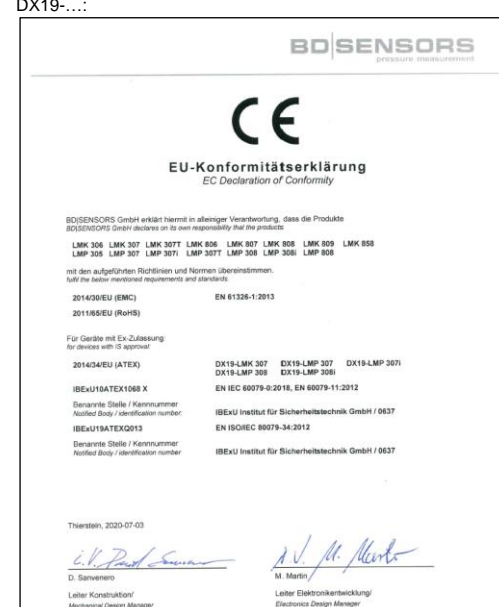 DX19-…:
BD|SENSORS
pressure measurement
CE
EU-Konformitätserklärung
EC Declaration of Conformity
BD|SENSORS GmbH erklärt hiermit in alleiniger Verantwortung, dass die Produkte
BD|SENSORS GmbH declares on its own responsibility that the products
LMK 306 LMK 307 LMK 307T LMK 806 LMK 807 LMK 808 LMK 809 LMK 858
LMP 305 LMP 307 LMP 307i LMP 307T LMP 308 LMP 308i LMP 808
mit den aufgeführten Richtlinien und Normen übereinstimmen.
fulfil the below mentioned requirements and standards.
2014/30/EU (EMC) EN 61326-1:2013
2011/65/EU (RoHS)
Für Geräte mit Ex-Zulassung:
for devices with IS approval:
2014/34/EU (ATEX) DX19-LMK 307 DX19-LMP 307 DX19-LMP 307i
DX19-LMP 308 DX19-LMP 308i
IBExU10ATEX1068 X EN IEC 60079-0:2018, EN 60079-11:2012
Benannte Stelle / Kennnummer
Notified Body / identification number: IBExU Institut für Sicherheitstechnik GmbH / 0637
IBExU19ATEXQ013 EN ISO/IEC 80079-34:2012
Benannte Stelle / Kennnummer
Notified Body / identification number IBExU Institut für Sicherheitstechnik GmbH / 0637
Thierstein, 2020-07-03
D. Sanvenero M. Martin
Leiter Konstruktion/ Leiter Elektronikentwicklung/
Mechanical Design Manager Electronics Design Manager